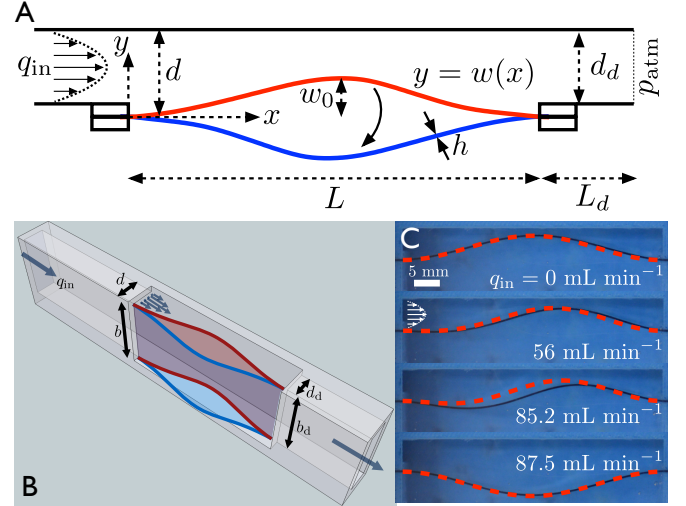 A
q_in
y
d
w_0
y = w(x)
d_d
p_atm
x
h
L
L_d
B
q_in
d
b
d_d
b_d
C
5 mm
q_in = 0 mL min^−1
56 mL min^−1
85.2 mL min^−1
87.5 mL min^−1